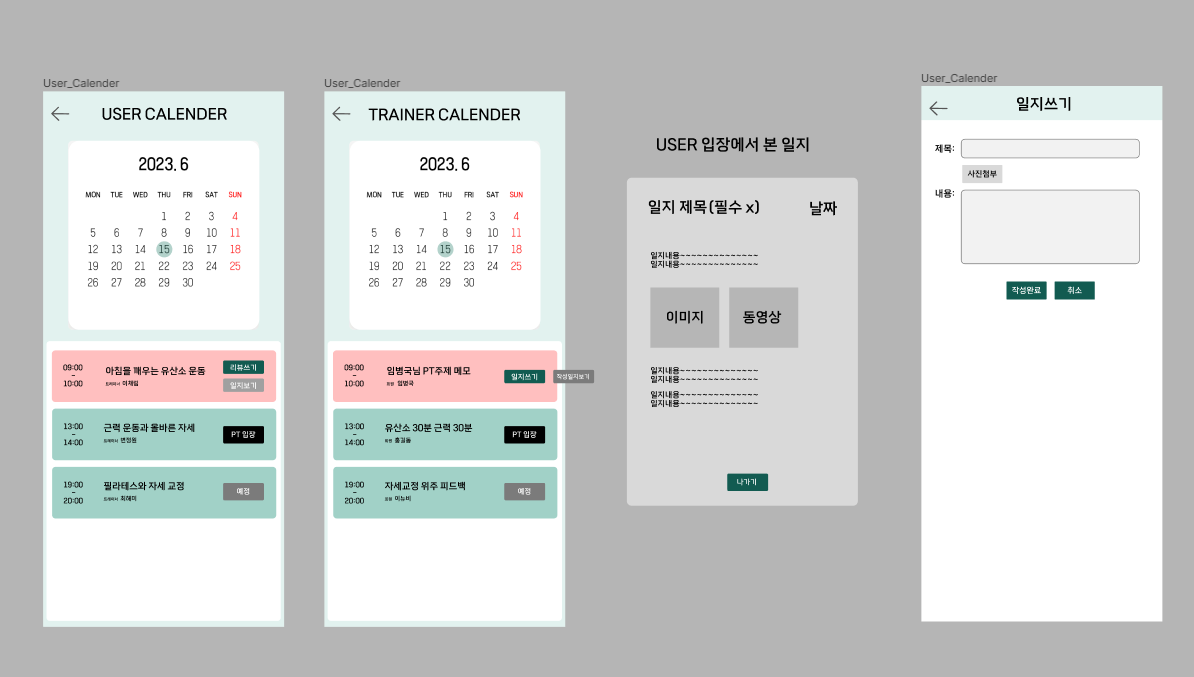 User_Calender
USER CALENDER
2023. 6
MON TUE WED THU FRI SAT SUN
1 2 3 4
5 6 7 8 9 10 11
12 13 14 15 16 17 18
19 20 21 22 23 24 25
26 27 28 29 30
09:00
-
10:00
아침을 깨우는 유산소 운동
트레이너 이채림
리뷰쓰기
일지보기
13:00
-
14:00
근력 운동과 올바른 자세
트레이너 변정원
PT 입장
19:00
-
20:00
필라테스와 자세 교정
트레이너 최혜미
예정
User_Calender
TRAINER CALENDER
2023. 6
MON TUE WED THU FRI SAT SUN
1 2 3 4
5 6 7 8 9 10 11
12 13 14 15 16 17 18
19 20 21 22 23 24 25
26 27 28 29 30
09:00
-
10:00
임병국님 PT주제 메모
회원 임병국
일지쓰기
작성일지보기
13:00
-
14:00
유산소 30분 근력 30분
회원 홍길동
PT 입장
19:00
-
20:00
자세교정 위주 피드백
회원 이뉴비
예정
USER 입장에서 본 일지
일지 제목(필수 x)
날짜
일지내용~~~~~~~~~~~~~~
일지내용~~~~~~~~~~~~~~
이미지
동영상
일지내용~~~~~~~~~~~~~~
일지내용~~~~~~~~~~~~~~
일지내용~~~~~~~~~~~~~~
일지내용~~~~~~~~~~~~~~
나가기
User_Calender
일지쓰기
제목:
사진첨부
내용:
작성완료
취소